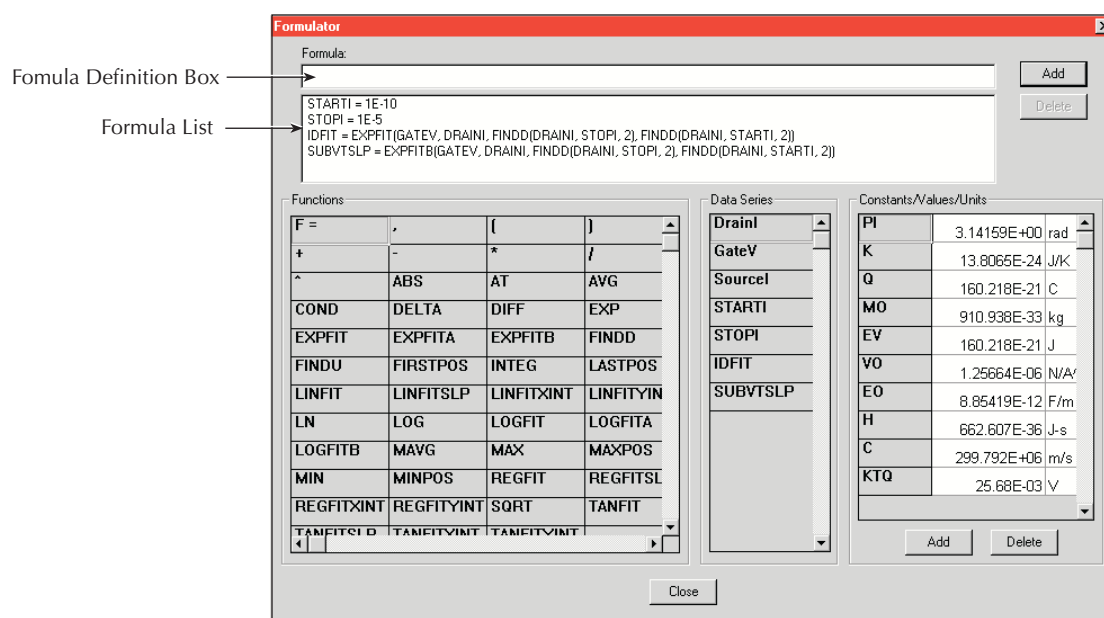 Formulator
Formula:
Fomula Definition Box
Add
Formula List
Delete
STARTI = 1E-10
STOPI = 1E-5
IDFIT = EXPFIT(GATEV, DRAINI, FINDD(DRAINI, STOPI, 2), FINDD(DRAINI, STARTI, 2))
SUBVTSLP = EXPFITB(GATEV, DRAINI, FINDD(DRAINI, STOPI, 2), FINDD(DRAINI, STARTI, 2))
Functions
F = , ( )
+ - * /
^ ABS AT AVG
COND DELTA DIFF EXP
EXPFIT EXPFITA EXPFITB FINDD
FINDU FIRSTPOS INTEG LASTPOS
LINFIT LINFITSLP LINFITXINT LINFITYIN
LN LOG LOGFIT LOGFITA
LOGFITB MAVG MAX MAXPOS
MIN MINPOS REGFIT REGFITSL
REGFITXINT REGFITYINT SQRT TANFIT
TANFITSLP TANFITXINT TANFITYINT
Data Series
DrainI
GateV
SourceI
STARTI
STOPI
IDFIT
SUBVTSLP
Constants/Values/Units
PI 3.14159E+00 rad
K 13.8065E-24 J/K
Q 160.218E-21 C
MO 910.938E-33 kg
EV 160.218E-21 J
VO 1.25664E-06 N/A
EO 8.85419E-12 F/m
H 662.607E-36 J-s
C 299.792E+06 m/s
KTQ 25.68E-03 V
Add Delete
Close